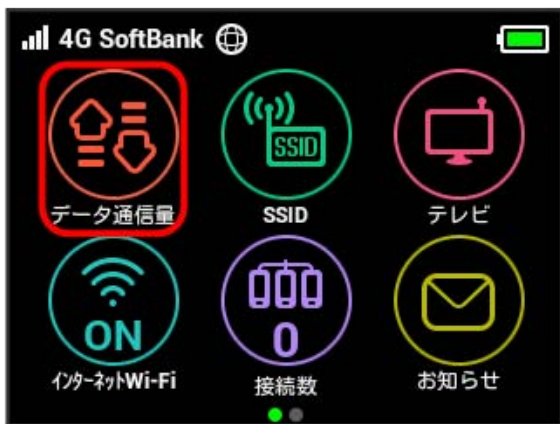 4G SoftBank
SSID
データ通信量
SSID
テレビ
ON
0
インターネットWi-Fi
接続数
お知らせ